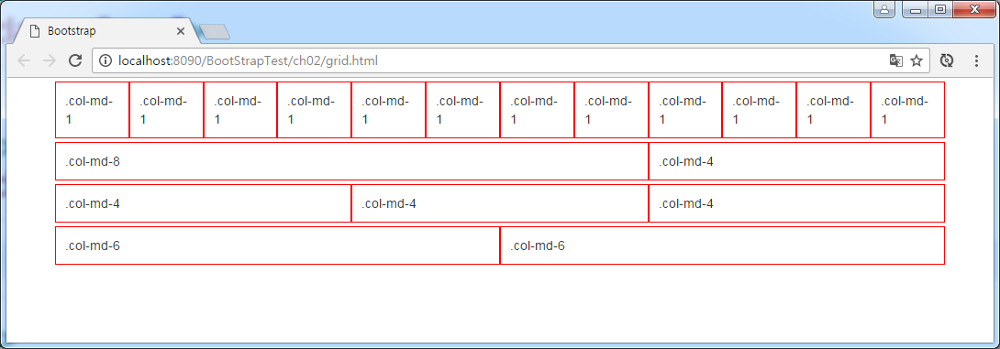 Bootstrap
localhost:8090/BootStrapTest/ch02/grid.html
.col-md- .col-md- .col-md- .col-md- .col-md- .col-md- .col-md- .col-md- .col-md- .col-md- .col-md- .col-md-
1 1 1 1 1 1 1 1 1 1 1 1
.col-md-8 .col-md-4
.col-md-4 .col-md-4 .col-md-4
.col-md-6 .col-md-6